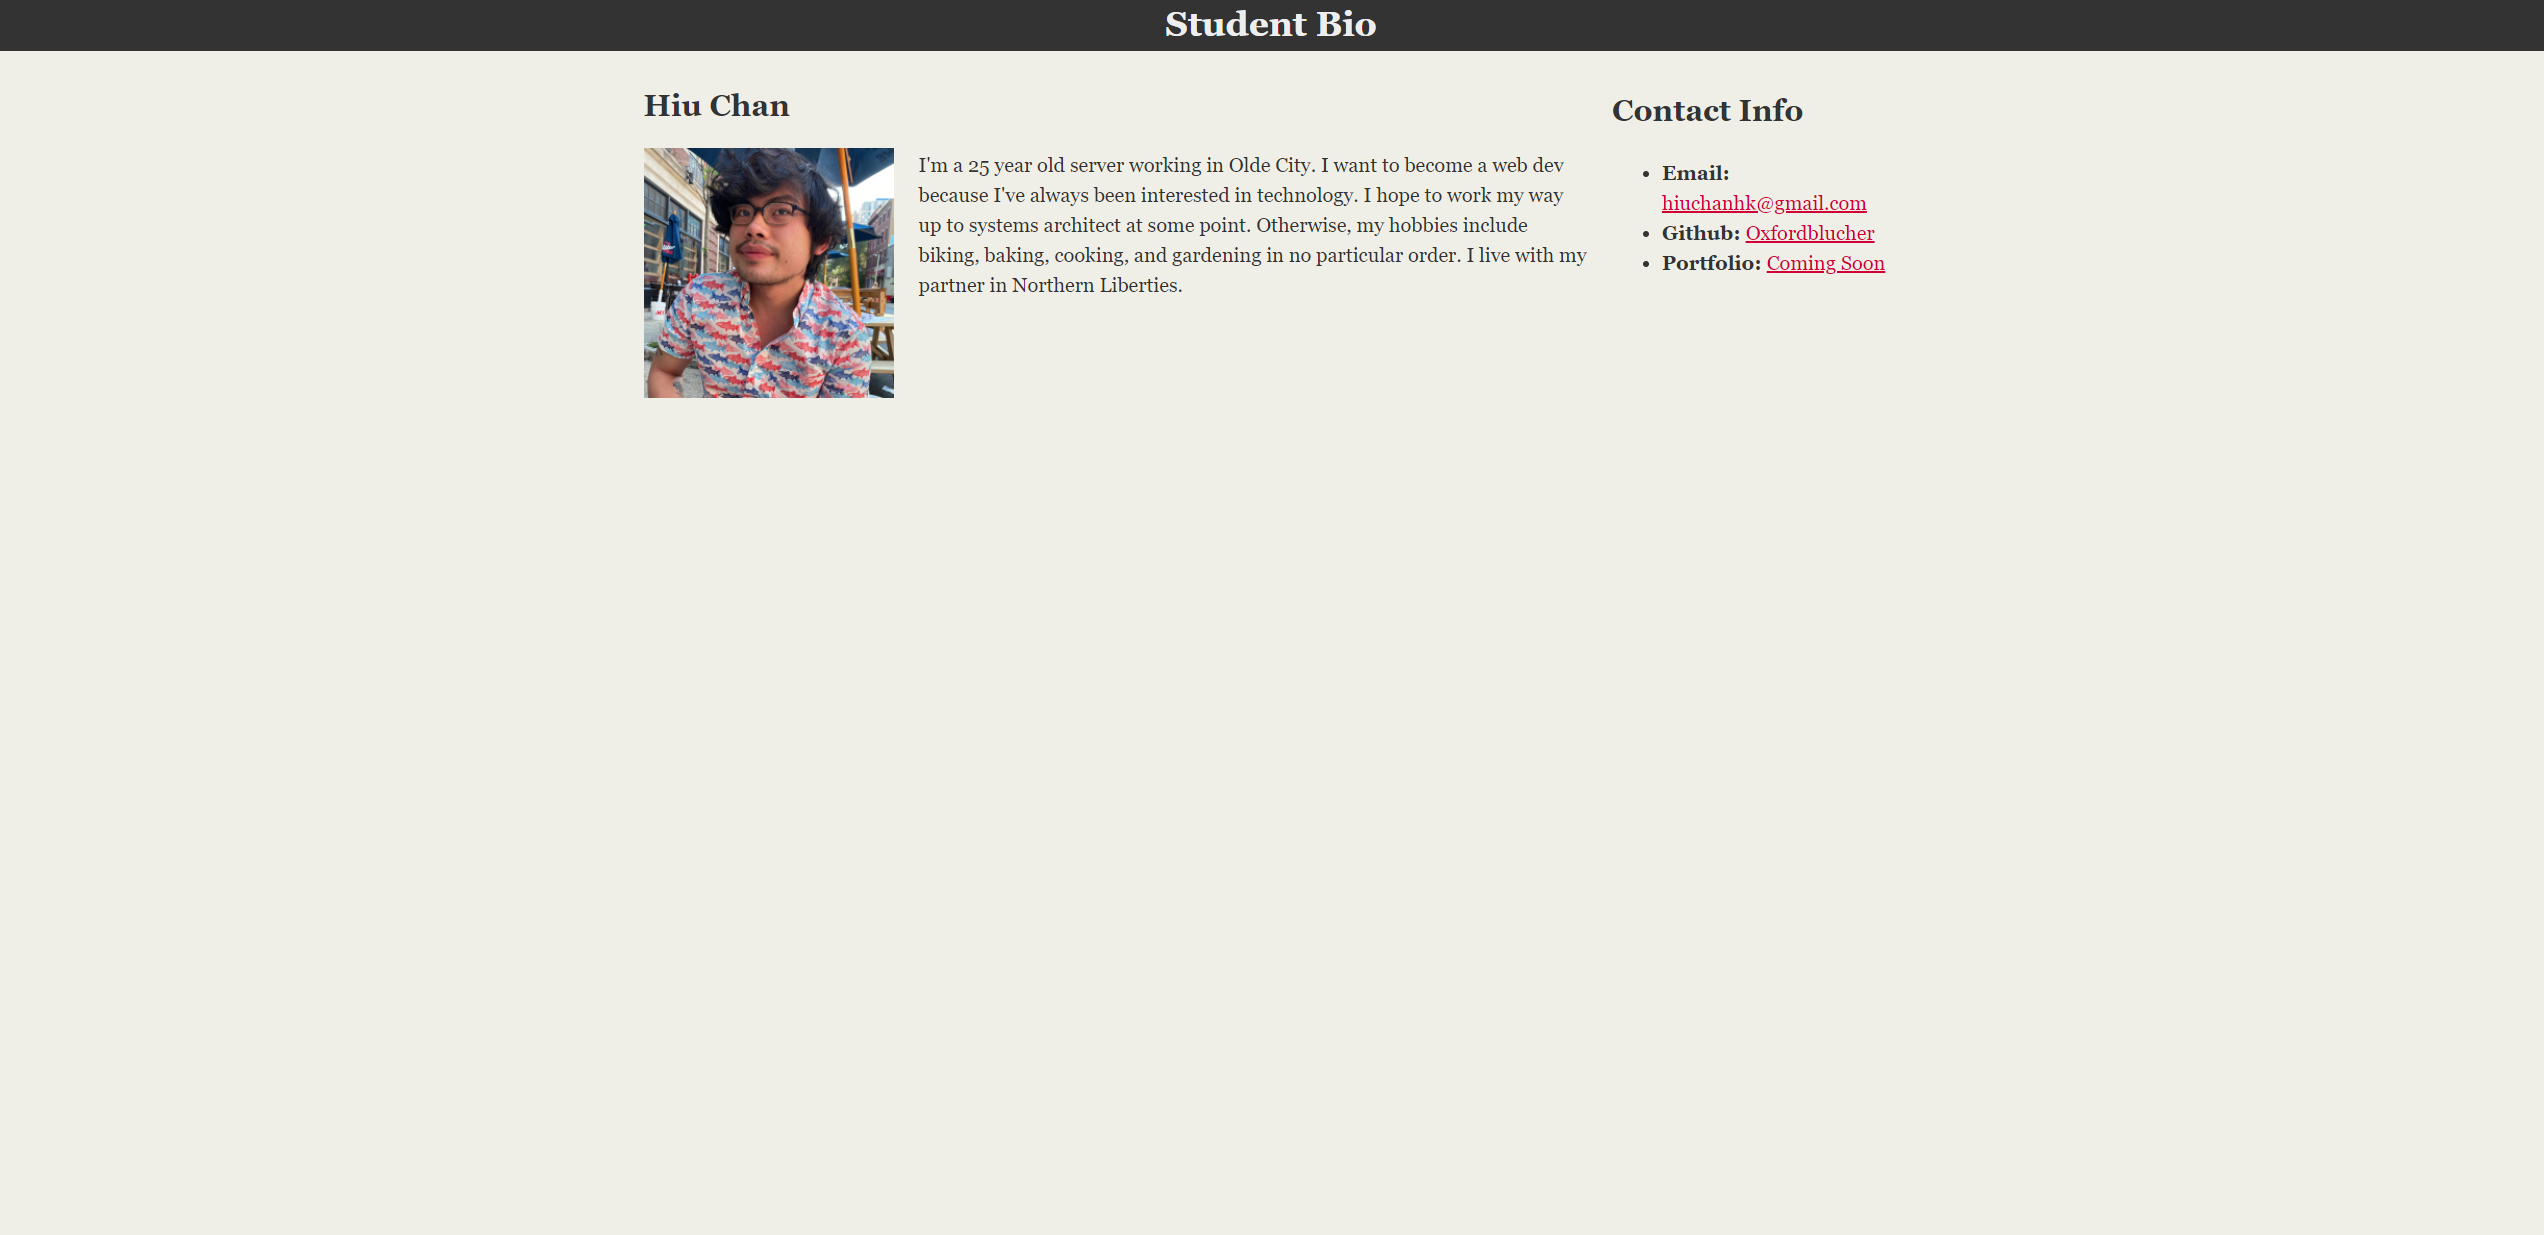 Student Bio
Hiu Chan
I'm a 25 year old server working in Olde City. I want to become a web dev
because I've always been interested in technology. I hope to work my way
up to systems architect at some point. Otherwise, my hobbies include
biking, baking, cooking, and gardening in no particular order. I live with my
partner in Northern Liberties.
Contact Info
Email:
hiuchanhk@gmail.com
Github: Oxfordblucher
Portfolio: Coming Soon